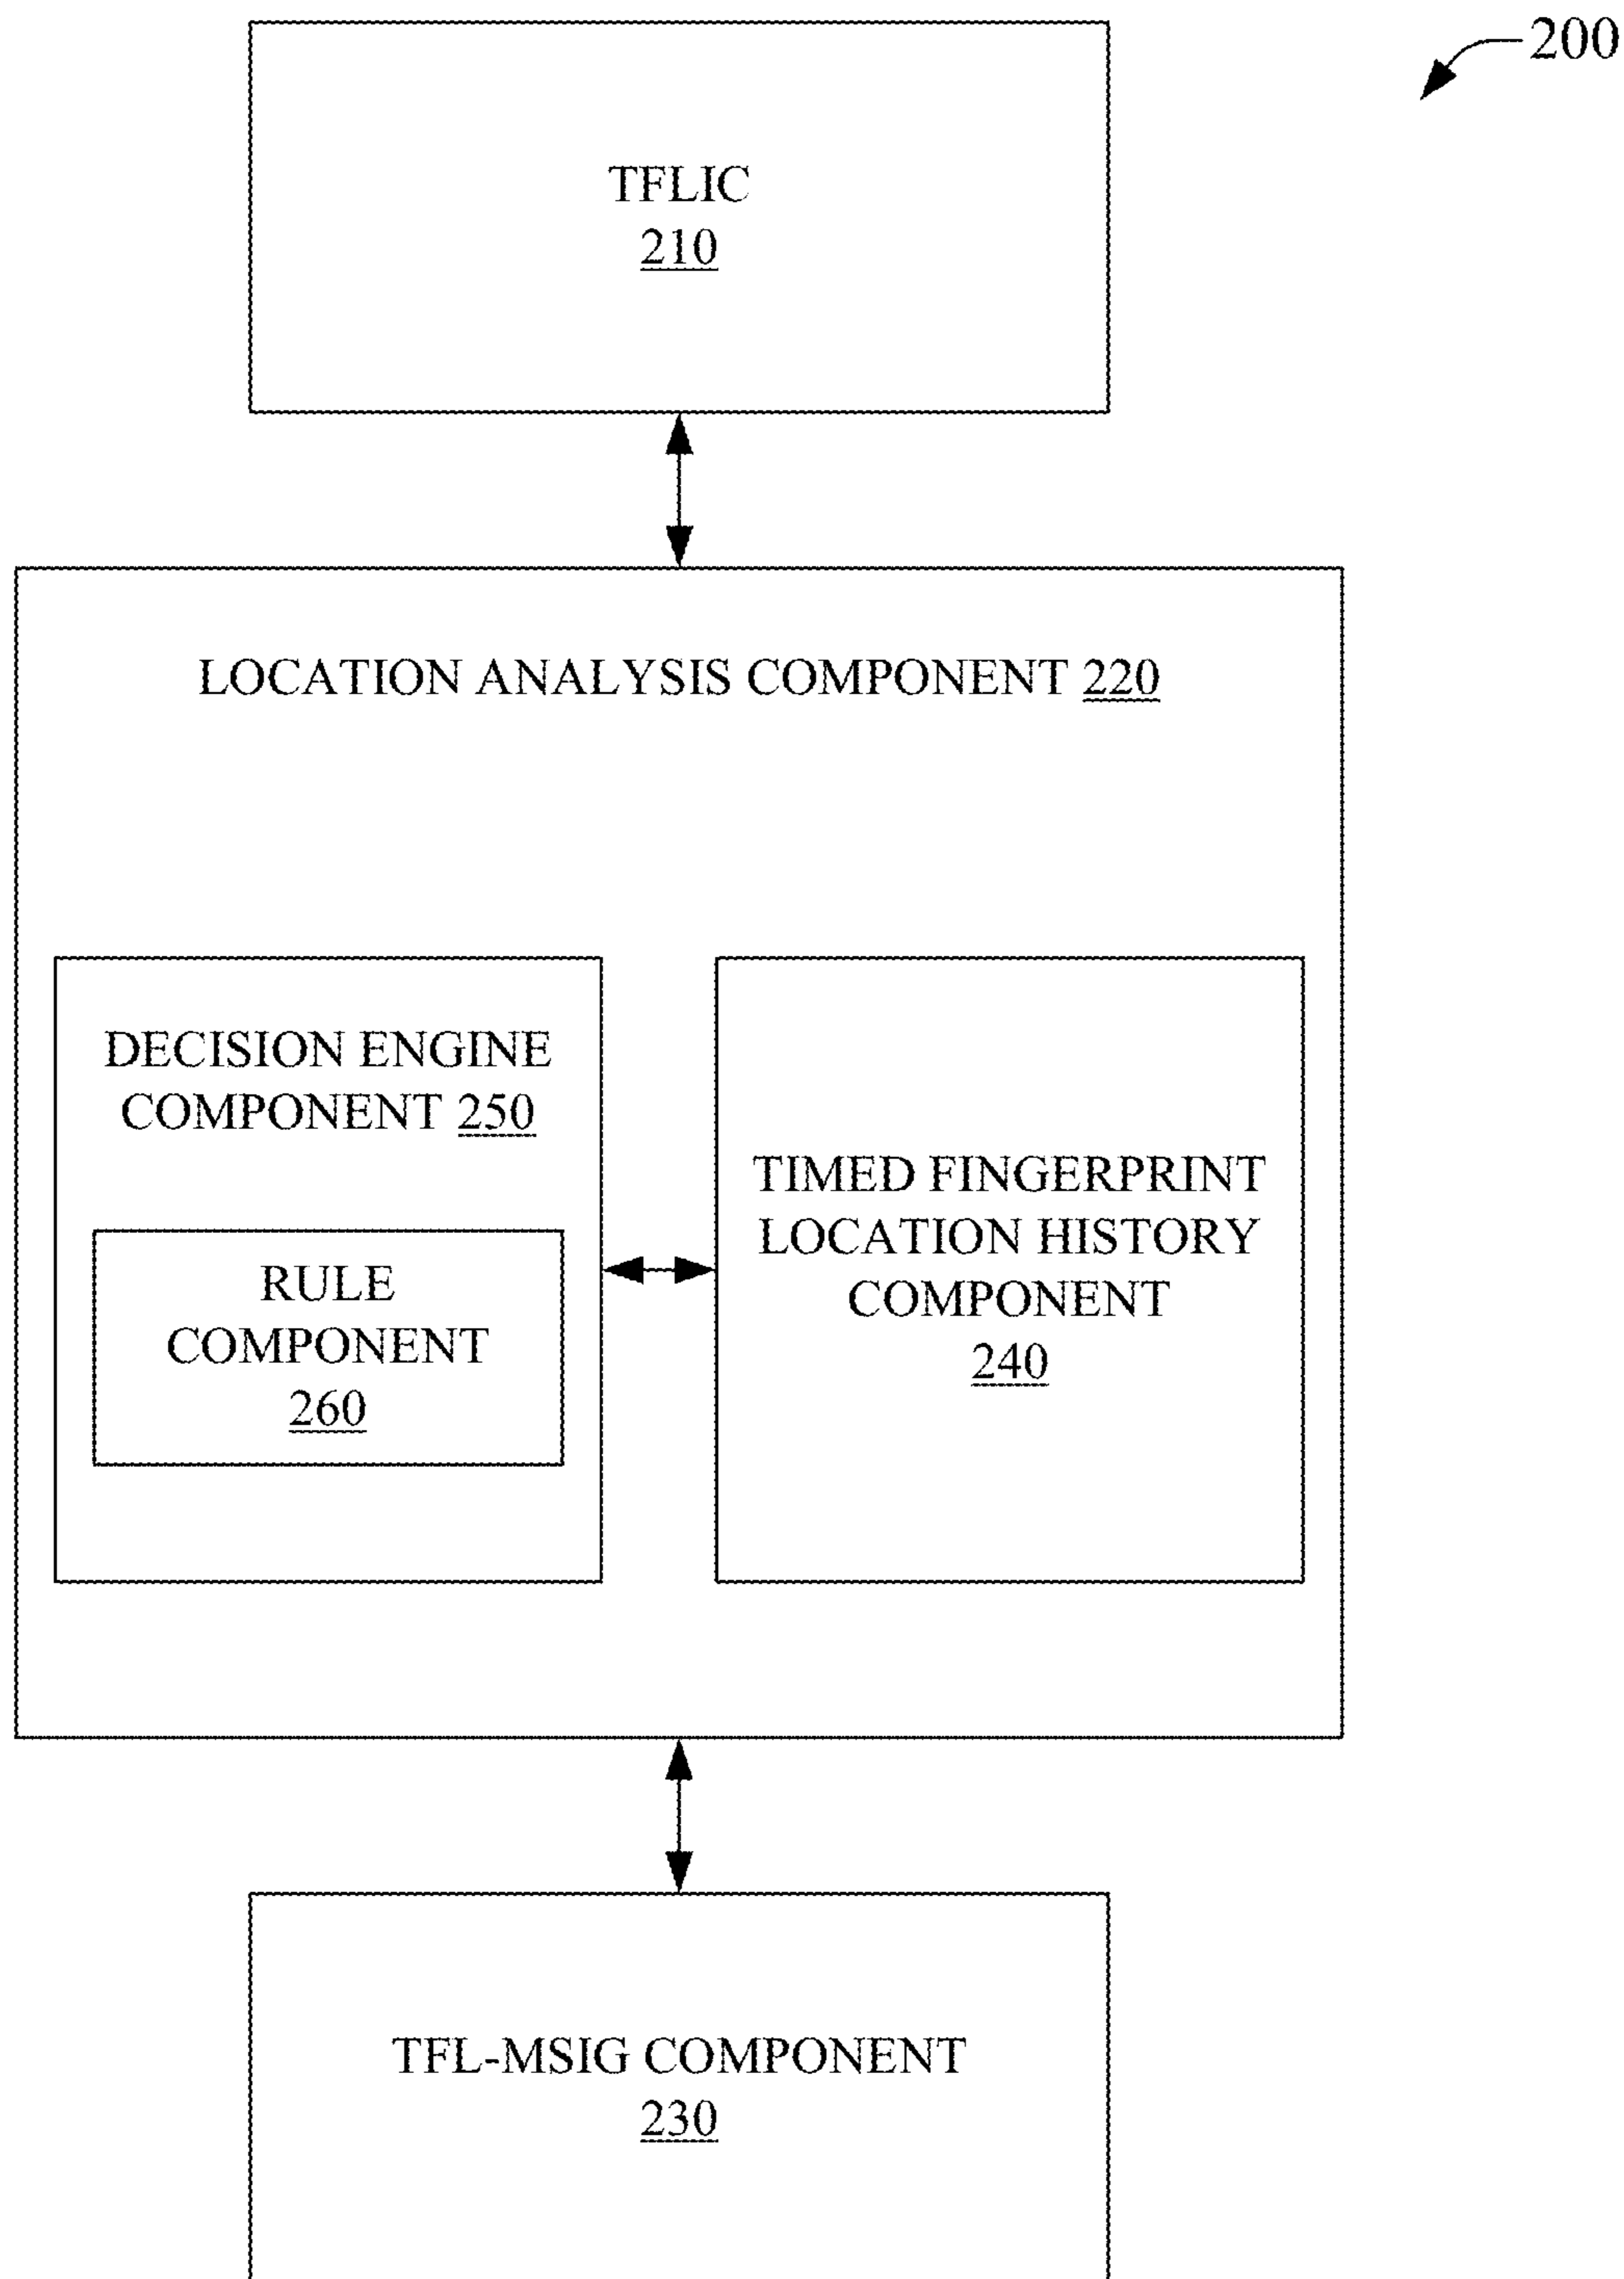 200
TFLIC
210
LOCATION ANALYSIS COMPONENT 220
DECISION ENGINE
COMPONENT 250
RULE
COMPONENT
260
TIMED FINGERPRINT
LOCATION HISTORY
COMPONENT
240
TFL-MSIG COMPONENT
230